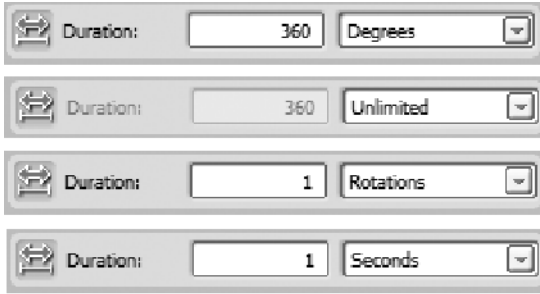 Duration: 360 Degrees
Duration: 360 Unlimited
Duration: 1 Rotations
Duration: 1 Seconds